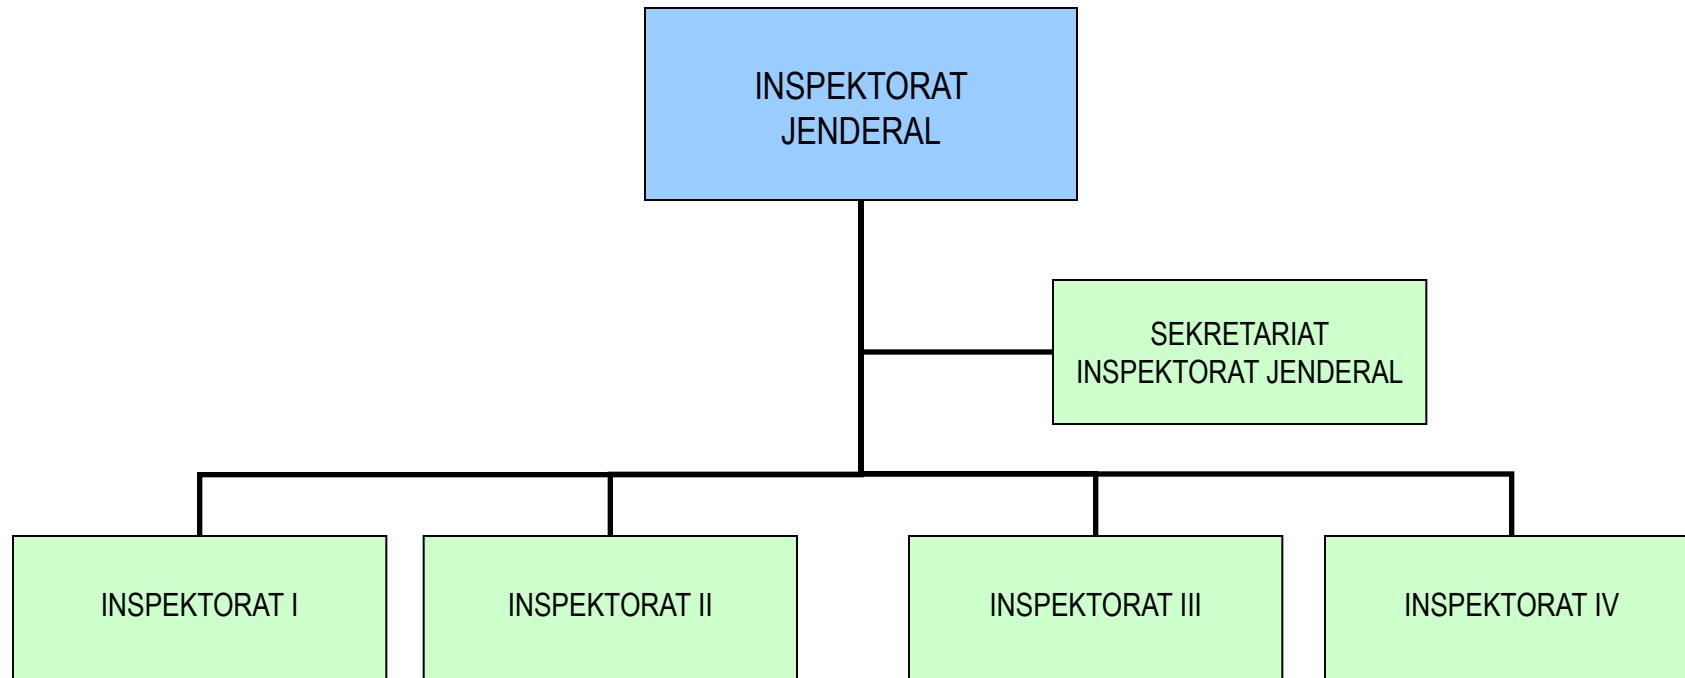 INSPEKTORAT
JENDERAL
SEKRETARIAT
INSPEKTORAT JENDERAL
INSPEKTORAT I
INSPEKTORAT II
INSPEKTORAT III
INSPEKTORAT IV